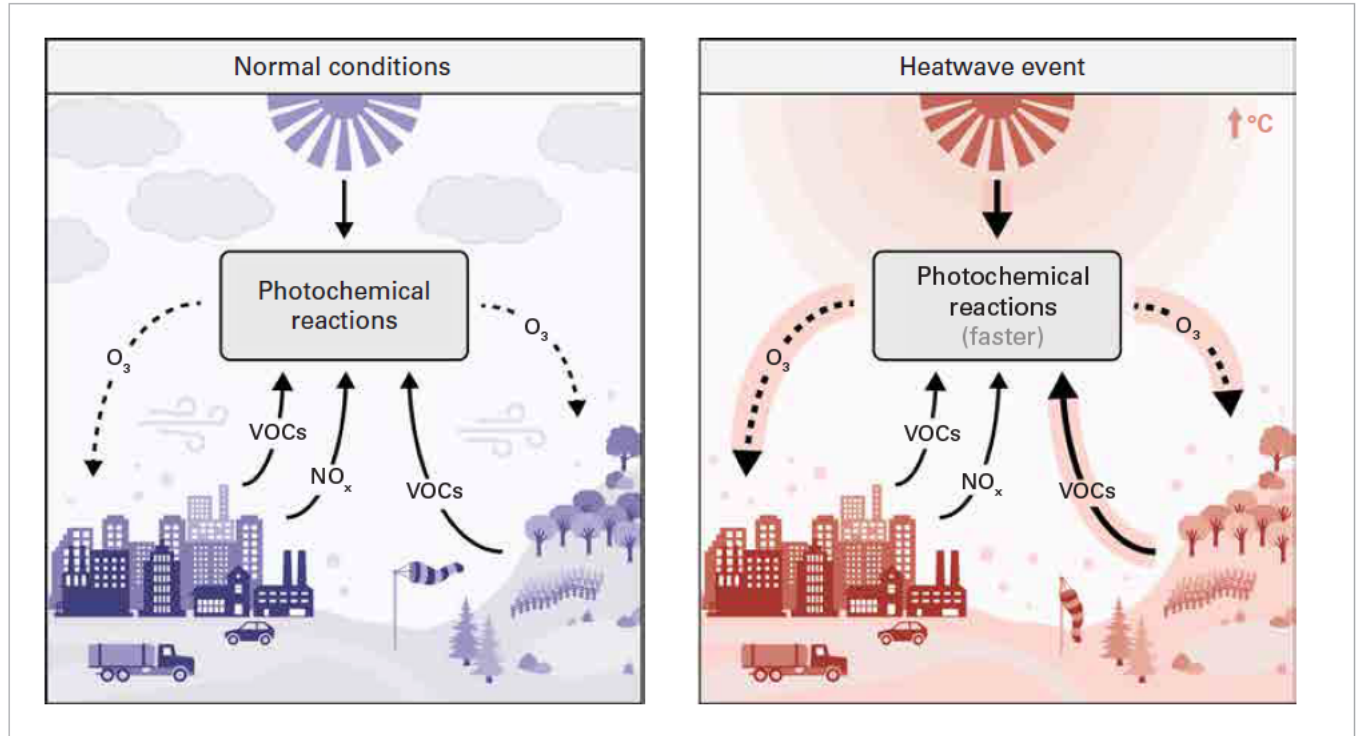 Normal conditions
Photochemical
reactions
O₃
O₃
VOCs
NOₓ
VOCs
Heatwave event
↑ °C
Photochemical
reactions
(faster)
O₃
O₃
VOCs
NOₓ
VOCs